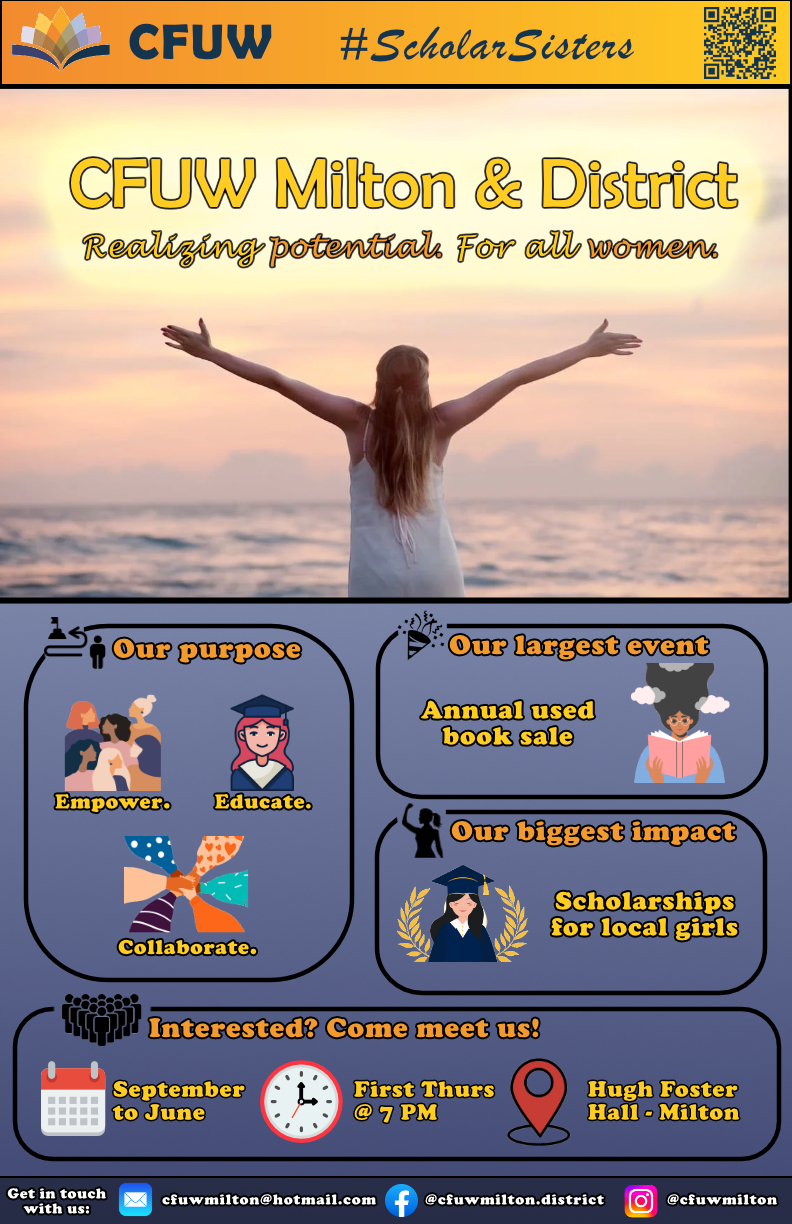 CFUW
#ScholarSisters
CFUW Milton & District
Realizing potential. For all women.
Our purpose
Empower.
Educate.
Collaborate.
Our largest event
Annual used
book sale
Our biggest impact
Scholarships
for local girls
Interested? Come meet us!
September
to June
First Thurs
@ 7 PM
Hugh Foster
Hall - Milton
Get in touch
with us:
cfuwmilton@hotmail.com
@cfuwmilton.district
@cfuwmilton